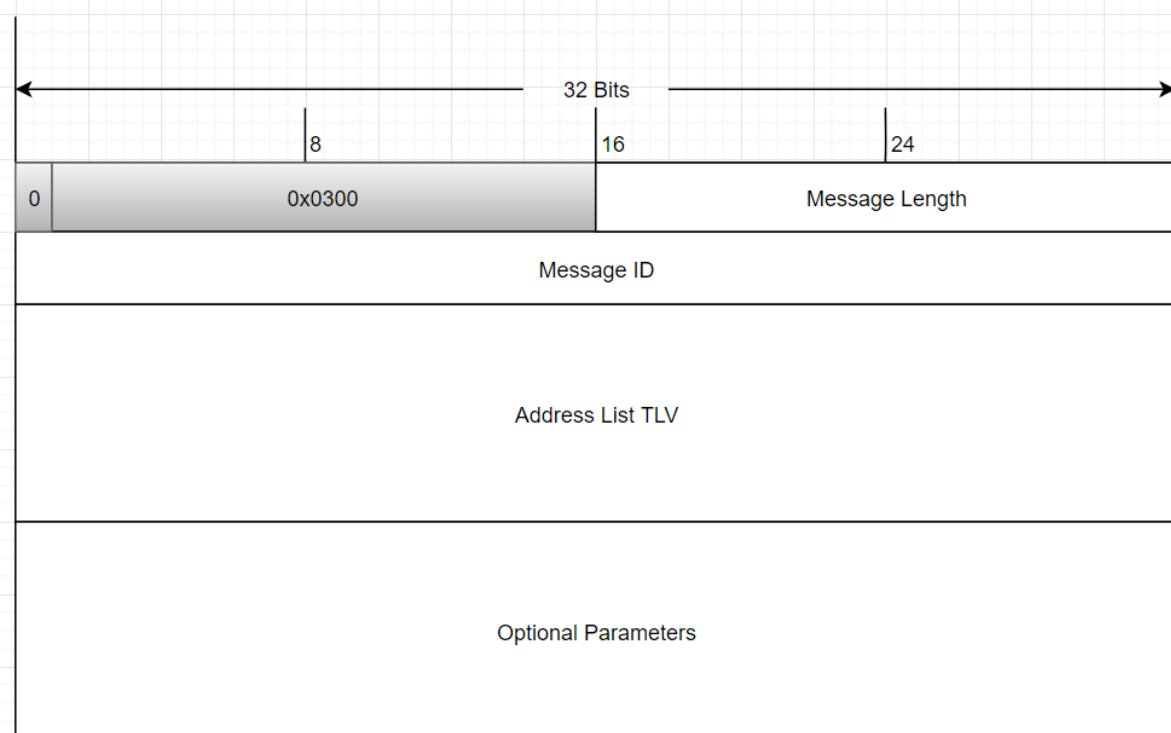 32 Bits
8
16
24
0
0x0300
Message Length
Message ID
Address List TLV
Optional Parameters